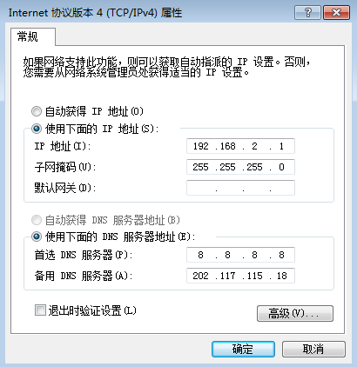 Internet 协议版本 4 (TCP/IPv4) 属性
常规
如果网络支持此功能，则可以获取自动指派的 IP 设置。否则，
您需要从网络系统管理员处获得适当的 IP 设置。
自动获得 IP 地址(O)
使用下面的 IP 地址(S):
IP 地址(I): 192 .168 . 2 . 1
子网掩码(U): 255 .255 .255 . 0
默认网关(D): . . .
自动获得 DNS 服务器地址(B)
使用下面的 DNS 服务器地址(E):
首选 DNS 服务器(P): 8 . 8 . 8 . 8
备用 DNS 服务器(A): 202 .117 .115 .18
退出时验证设置(L)
高级(V)...
确定 取消